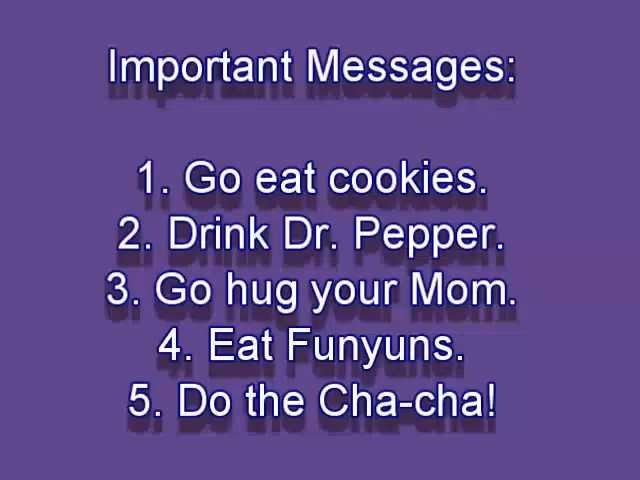 Important Messages:
1. Go eat cookies.
2. Drink Dr. Pepper.
3. Go hug your Mom.
4. Eat Funyuns.
5. Do the Cha-cha!